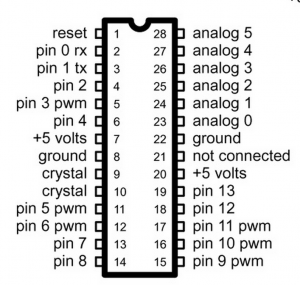 reset 1 28 analog 5
pin 0 rx 2 27 analog 4
pin 1 tx 3 26 analog 3
pin 2 4 25 analog 2
pin 3 pwm 5 24 analog 1
pin 4 6 23 analog 0
+5 volts 7 22 ground
ground 8 21 not connected
crystal 9 20 +5 volts
crystal 10 19 pin 13
pin 5 pwm 11 18 pin 12
pin 6 pwm 12 17 pin 11 pwm
pin 7 13 16 pin 10 pwm
pin 8 14 15 pin 9 pwm